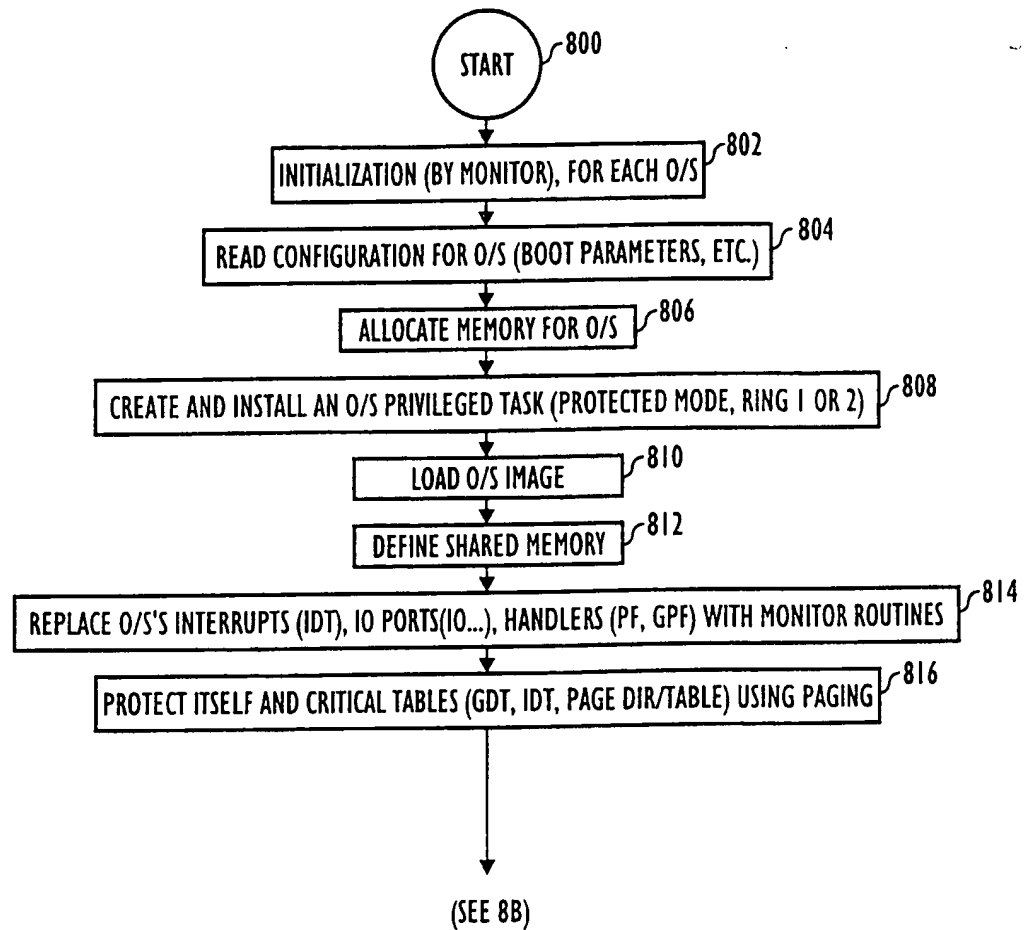 START
800
802
INITIALIZATION (BY MONITOR), FOR EACH O/S
804
READ CONFIGURATION FOR O/S (BOOT PARAMETERS, ETC.)
806
ALLOCATE MEMORY FOR O/S
808
CREATE AND INSTALL AN O/S PRIVILEGED TASK (PROTECTED MODE, RING 1 OR 2)
810
LOAD O/S IMAGE
812
DEFINE SHARED MEMORY
814
REPLACE O/S'S INTERRUPTS (IDT), IO PORTS(IO...), HANDLERS (PF, GPF) WITH MONITOR ROUTINES
816
PROTECT ITSELF AND CRITICAL TABLES (GDT, IDT, PAGE DIR/TABLE) USING PAGING
(SEE 8B)